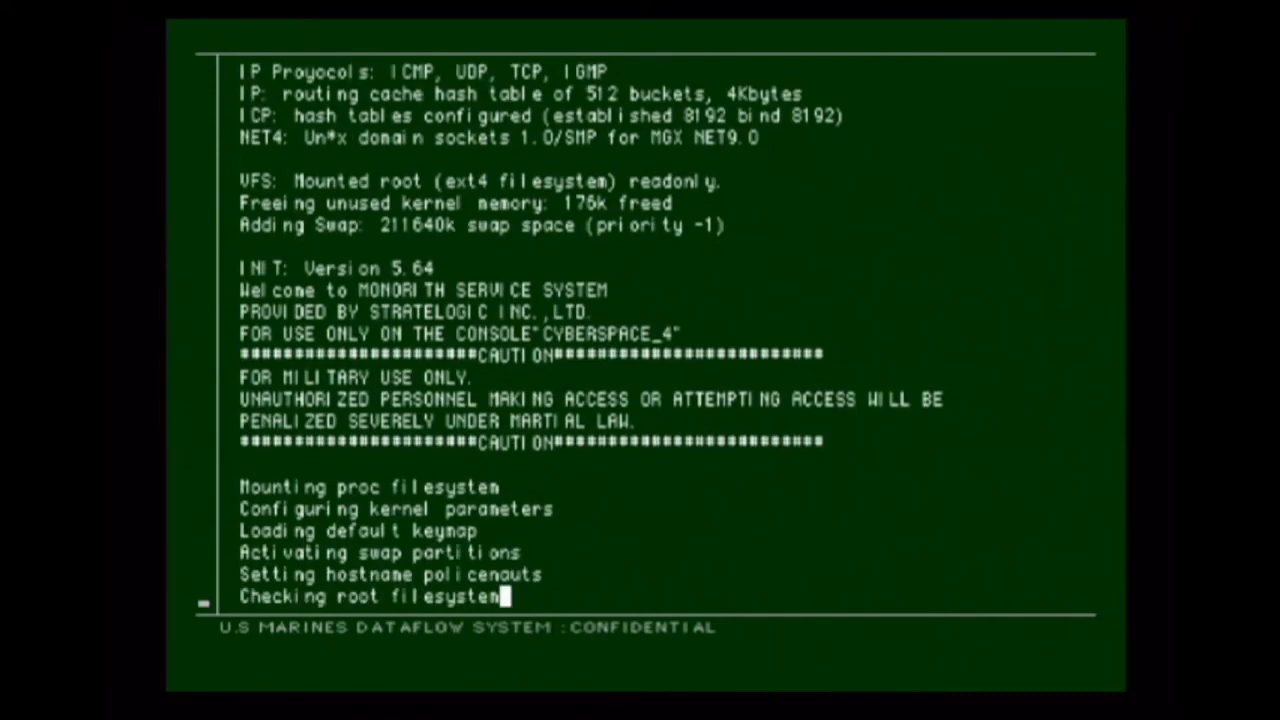 IP Proyocols: ICMP, UDP, TCP, IGMP
IP: routing cache hash table of 512 buckets, 4Kbytes
ICP: hash tables configured (established 8192 bind 8192)
NET4: Un*x domain sockets 1.0/SMP for MGX NET9.0
VFS: Mounted root (ext4 filesystem) readonly.
Freeing unused kernel memory: 176k freed
Adding Swap: 211640k swap space (priority -1)
INIT: Version 5.64
Welcome to MONORITH SERVICE SYSTEM
PROVIDED BY STRATELOGIC INC.,LTD.
FOR USE ONLY ON THE CONSOLE"CYBERSPACE_4"
**********************CAUTION*************************
FOR MILITARY USE ONLY.
UNAUTHORIZED PERSONNEL MAKING ACCESS OR ATTEMPTING ACCESS WILL BE
PENALIZED SEVERELY UNDER MARTIAL LAW.
**********************CAUTION*************************
Mounting proc filesystem
Configuring kernel parameters
Loading default keymap
Activating swap partitions
Setting hostname policenauts
Checking root filesystem
U.S MARINES DATAFLOW SYSTEM :CONFIDENTIAL